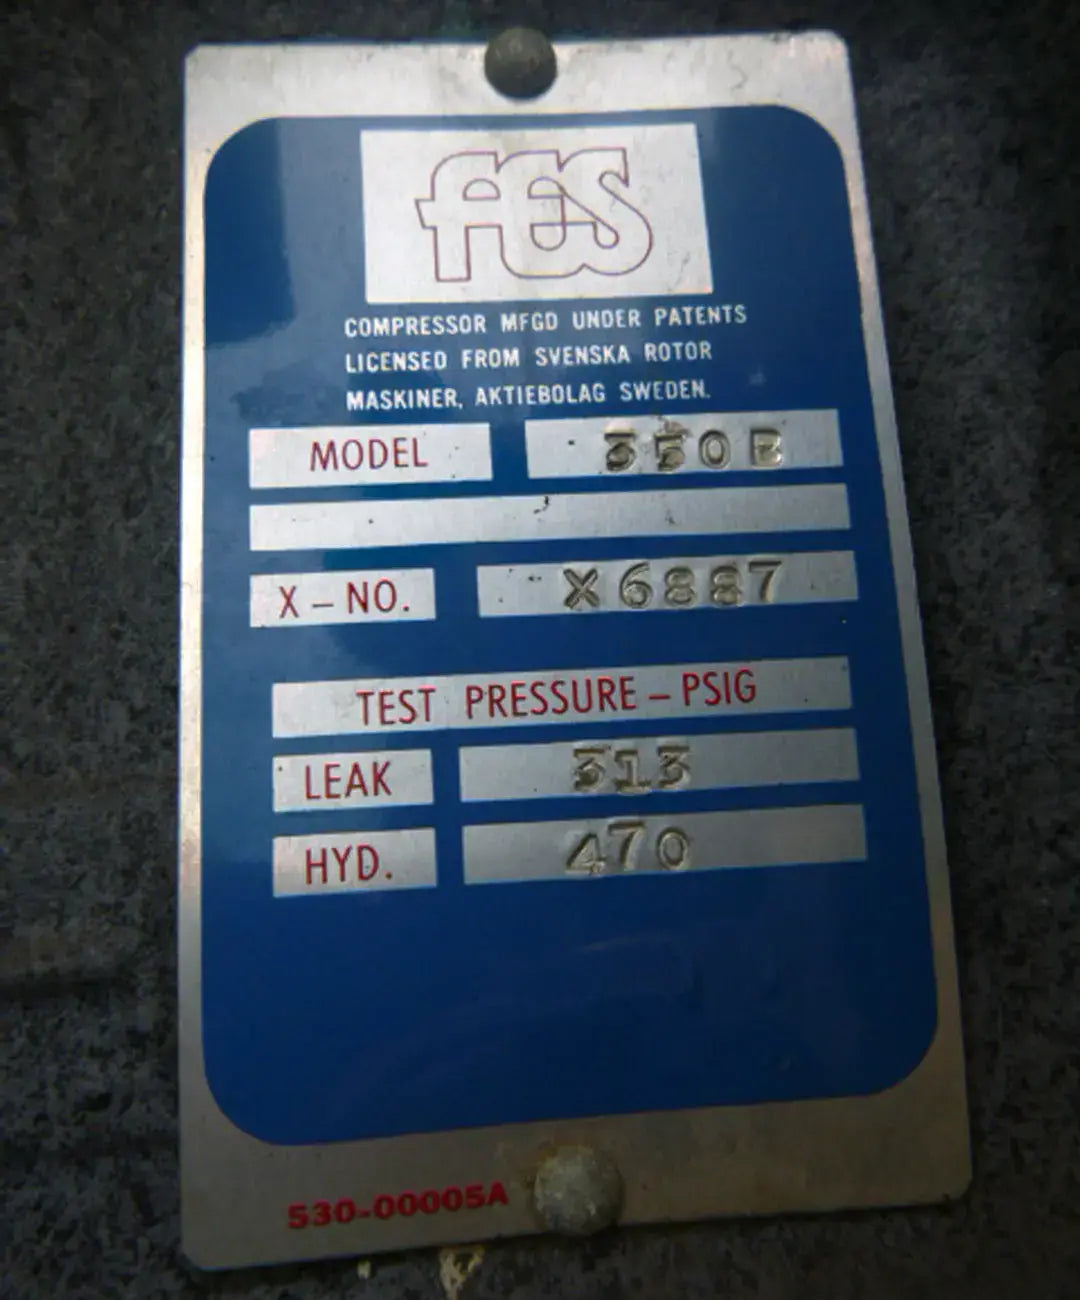 FES
COMPRESSOR MFGD UNDER PATENTS
LICENSED FROM SVENSKA ROTOR
MASKINER, AKTIEBOLAG SWEDEN.
MODEL 350B
X-NO. X6887
TEST PRESSURE-PSIG
LEAK 313
HYD. 470
530-00005A